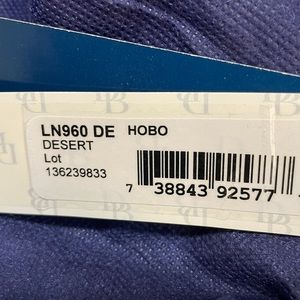 LN960 DE HOBO
DESERT
Lot
136239833
7 38843 92577